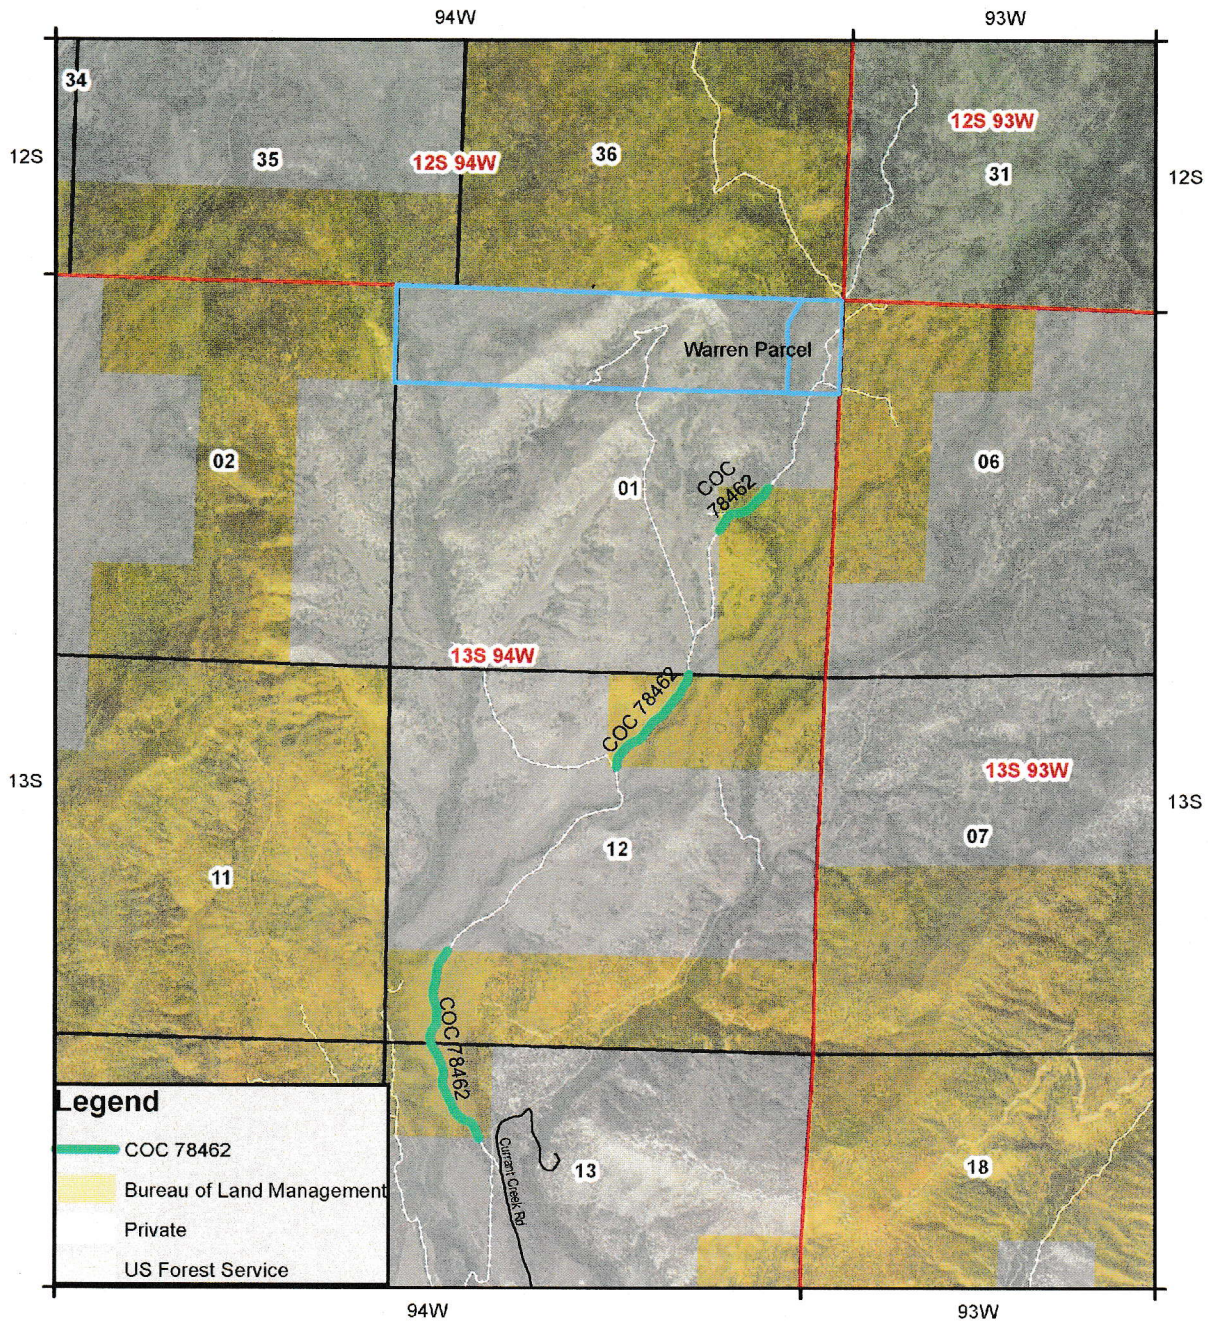 94W
93W
34
12S 93W
12S
35
12S 94W
36
31
12S
Warren Parcel
02
01
COC
78462
06
13S 94W
COC 78462
13S
13S 93W
13S
07
12
11
COC 78462
Legend
COC 78462
Bureau of Land Management
Private
US Forest Service
Currant Creek Rd
13
18
94W
93W